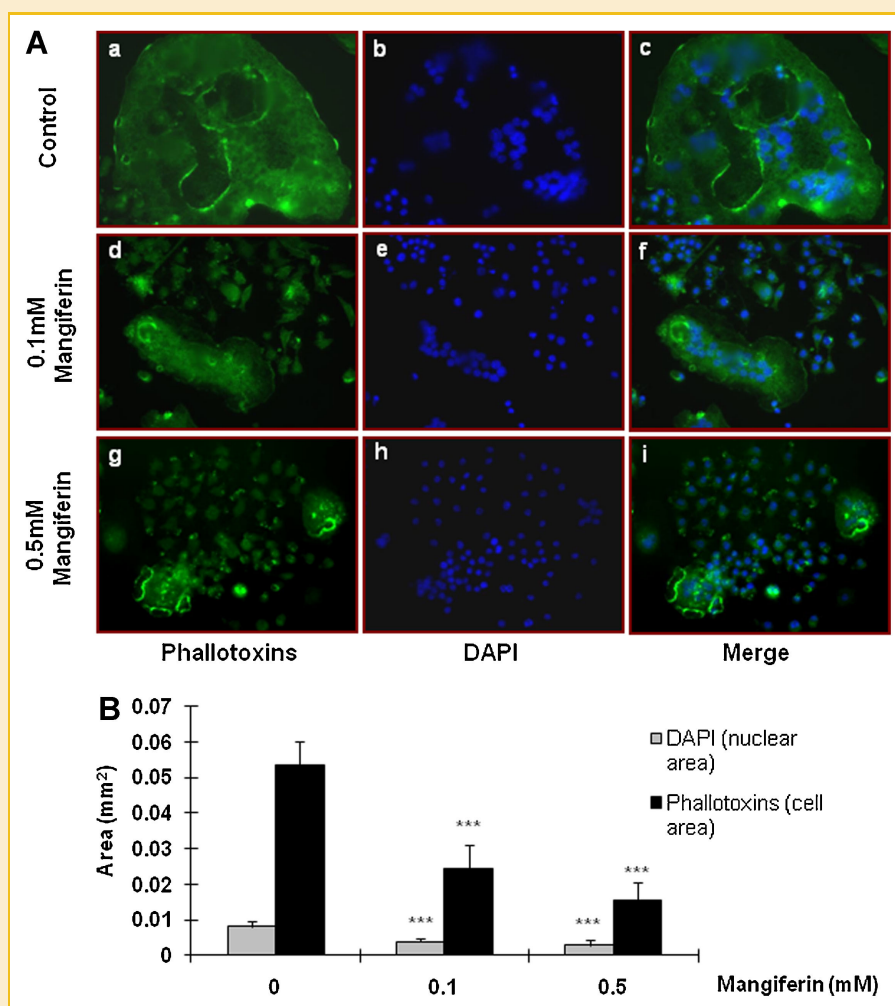 A
Control
a
b
c
0.1mM
Mangiferin
d
e
f
0.5mM
Mangiferin
g
h
i
Phallotoxins
DAPI
Merge
B
Area (mm²)
0.07
0.06
0.05
0.04
0.03
0.02
0.01
0
***
***
***
***
DAPI (nuclear
area)
Phallotoxins (cell
area)
0
0.1
0.5
Mangiferin (mM)